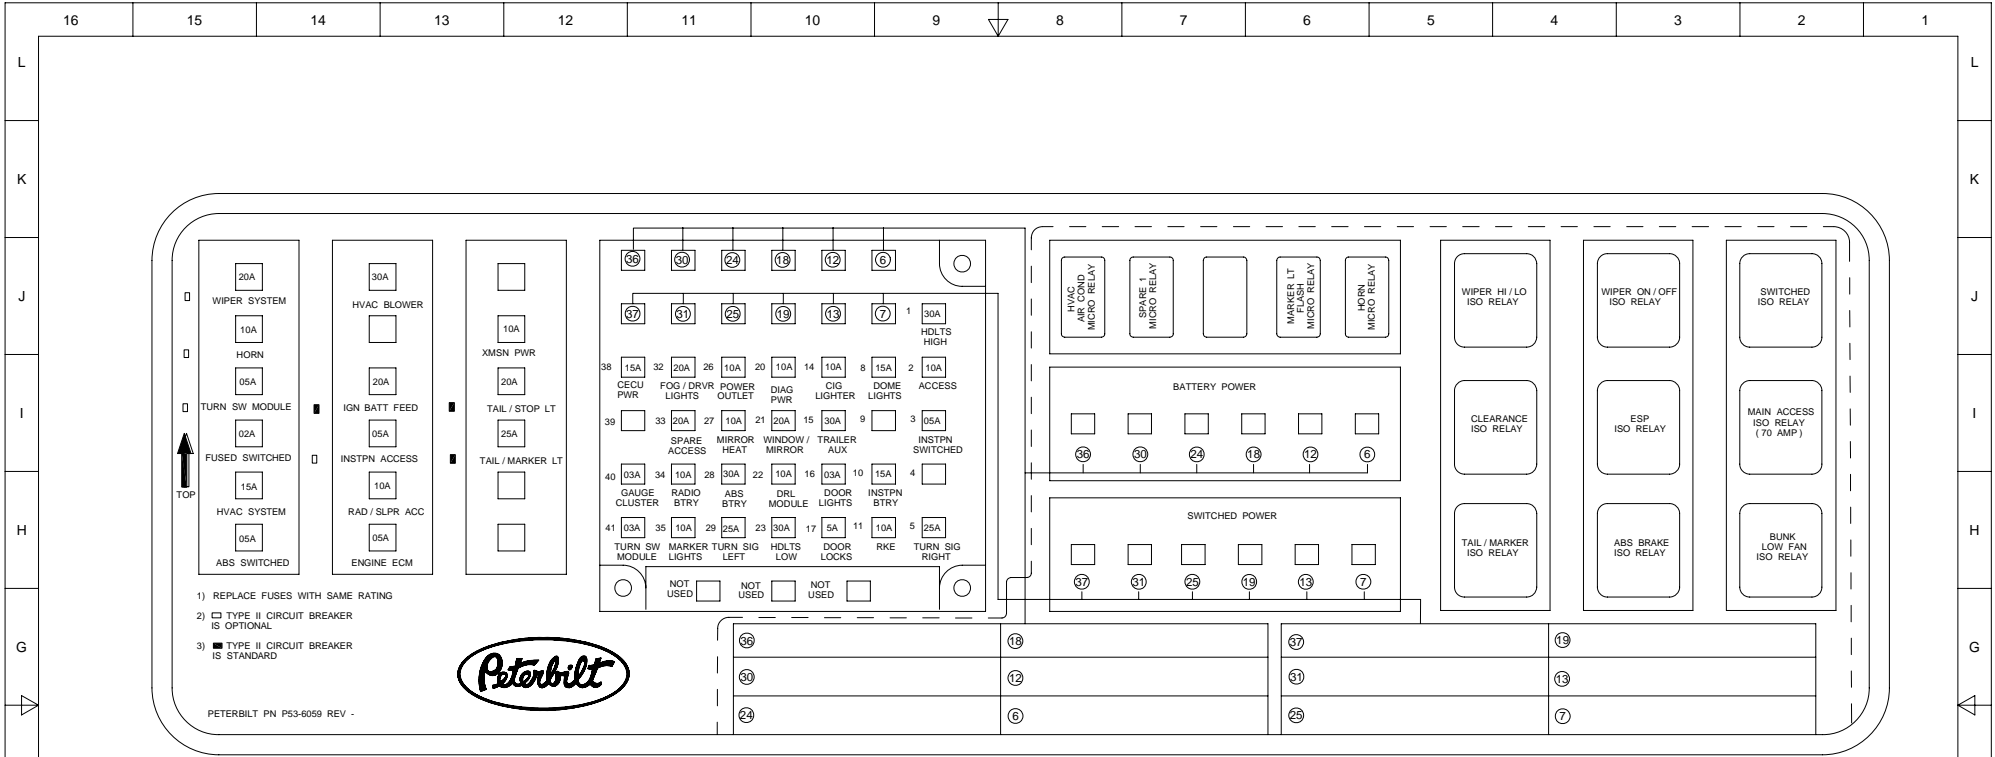 16 15 14 13 12 11 10 9 8 7 6 5 4 3 2 1
L
L
K
K
J
J
I
I
H
H
G
G
20A
WIPER SYSTEM
10A
HORN
05A
TURN SW MODULE
02A
FUSED SWITCHED
15A
HVAC SYSTEM
05A
ABS SWITCHED
TOP
30A
HVAC BLOWER
20A
IGN BATT FEED
05A
INSTPN ACCESS
10A
RAD / SLPR ACC
05A
ENGINE ECM
10A
XMSN PWR
20A
TAIL / STOP LT
25A
TAIL / MARKER LT
36 30 24 18 12 6
37 31 25 19 13 7
1 30A
HDLTS
HIGH
38 15A
CECU
PWR
32 20A
FOG / DRVR
LIGHTS
26 10A
POWER
OUTLET
20 10A
DIAG
PWR
14 10A
CIG
LIGHTER
8 15A
DOME
LIGHTS
2 10A
ACCESS
39
33 20A
SPARE
ACCESS
27 10A
MIRROR
HEAT
21 20A
WINDOW /
MIRROR
15 30A
TRAILER
AUX
9
3 05A
INSTPN
SWITCHED
40 03A
GAUGE
CLUSTER
34 10A
RADIO
BTRY
28 30A
ABS
BTRY
22 10A
DRL
MODULE
16 03A
DOOR
LIGHTS
10 15A
INSTPN
BTRY
4
41 03A
TURN SW
MODULE
35 10A
MARKER
LIGHTS
29 25A
TURN SIG
LEFT
23 30A
HDLTS
LOW
17 5A
DOOR
LOCKS
11 10A
RKE
5 25A
TURN SIG
RIGHT
NOT
USED
NOT
USED
NOT
USED
HVAC
AIR COND
MICRO RELAY
SPARE 1
MICRO RELAY
MARKER LT
FLASH
MICRO RELAY
HORN
MICRO RELAY
BATTERY POWER
36 30 24 18 12 6
SWITCHED POWER
37 31 25 19 13 7
WIPER HI / LO
ISO RELAY
WIPER ON / OFF
ISO RELAY
SWITCHED
ISO RELAY
CLEARANCE
ISO RELAY
ESP
ISO RELAY
MAIN ACCESS
ISO RELAY
( 70 AMP )
TAIL / MARKER
ISO RELAY
ABS BRAKE
ISO RELAY
BUNK
LOW FAN
ISO RELAY
1) REPLACE FUSES WITH SAME RATING
2) TYPE II CIRCUIT BREAKER
IS OPTIONAL
3) TYPE II CIRCUIT BREAKER
IS STANDARD
Peterbilt
PETERBILT PN P53-6059 REV -
36 18 37 19
30 12 31 13
24 6 25 7